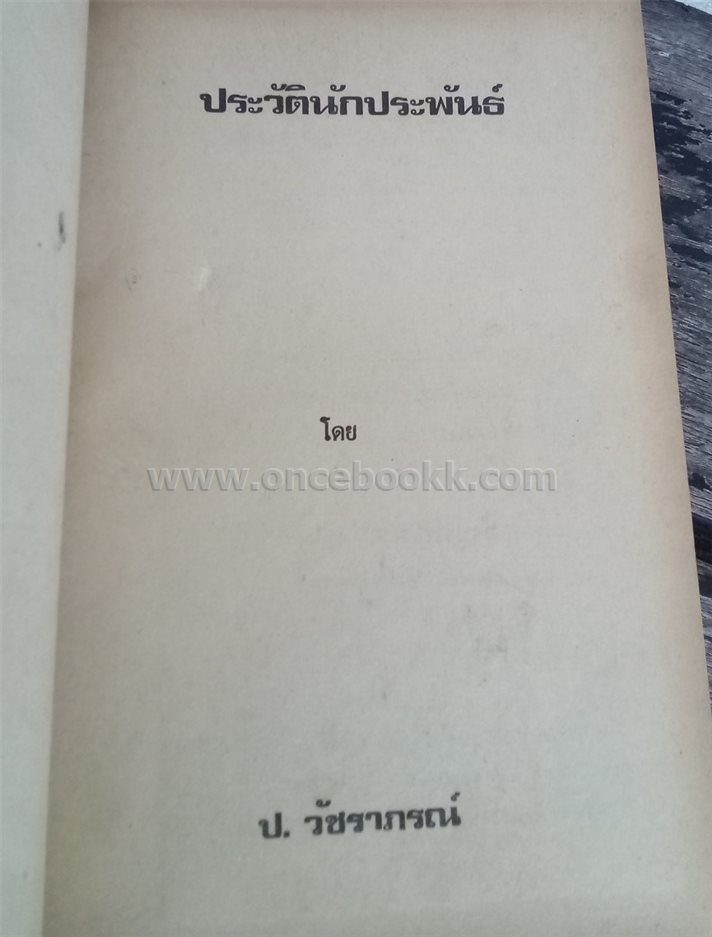 ประวัตินักประพันธ์
โดย
www.oncebookk.com
ป. วัชราภรณ์